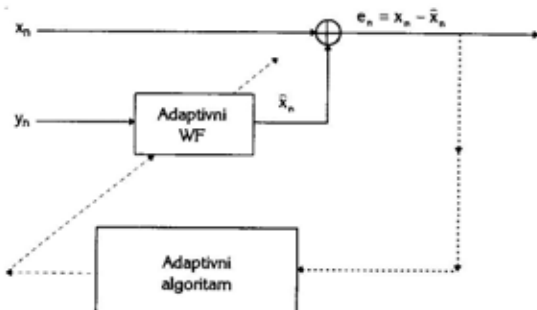 xₙ
eₙ = xₙ - x̂ₙ
yₙ
Adaptivni
WF
x̂ₙ
Adaptivni
algoritam